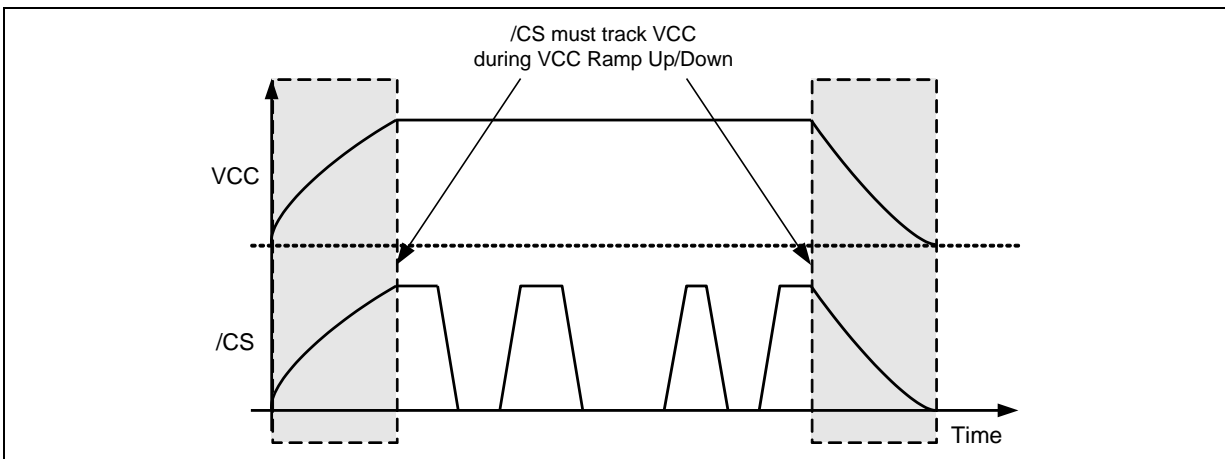 /CS must track VCC
during VCC Ramp Up/Down
VCC
/CS
Time